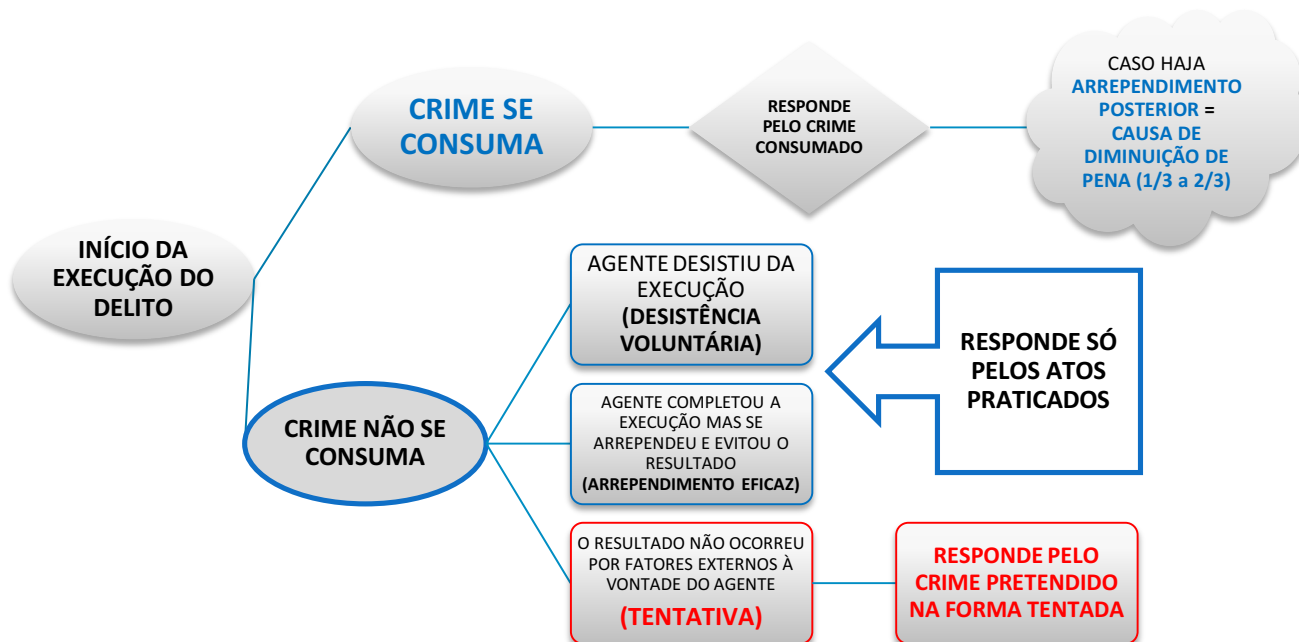 INÍCIO DA
EXECUÇÃO DO
DELITO
CRIME SE
CONSUMA
RESPONDE
PELO CRIME
CONSUMADO
CASO HAJA
ARREPENDIMENTO
POSTERIOR =
CAUSA DE
DIMINUIÇÃO DE
PENA (1/3 a 2/3)
CRIME NÃO SE
CONSUMA
AGENTE DESISTIU DA
EXECUÇÃO
(DESISTÊNCIA
VOLUNTÁRIA)
AGENTE COMPLETOU A
EXECUÇÃO MAS SE
ARREPENDEU E EVITOU O
RESULTADO
(ARREPENDIMENTO EFICAZ)
RESPONDE SÓ
PELOS ATOS
PRATICADOS
O RESULTADO NÃO OCORREU
POR FATORES EXTERNOS À
VONTADE DO AGENTE
(TENTATIVA)
RESPONDE PELO
CRIME PRETENDIDO
NA FORMA TENTADA